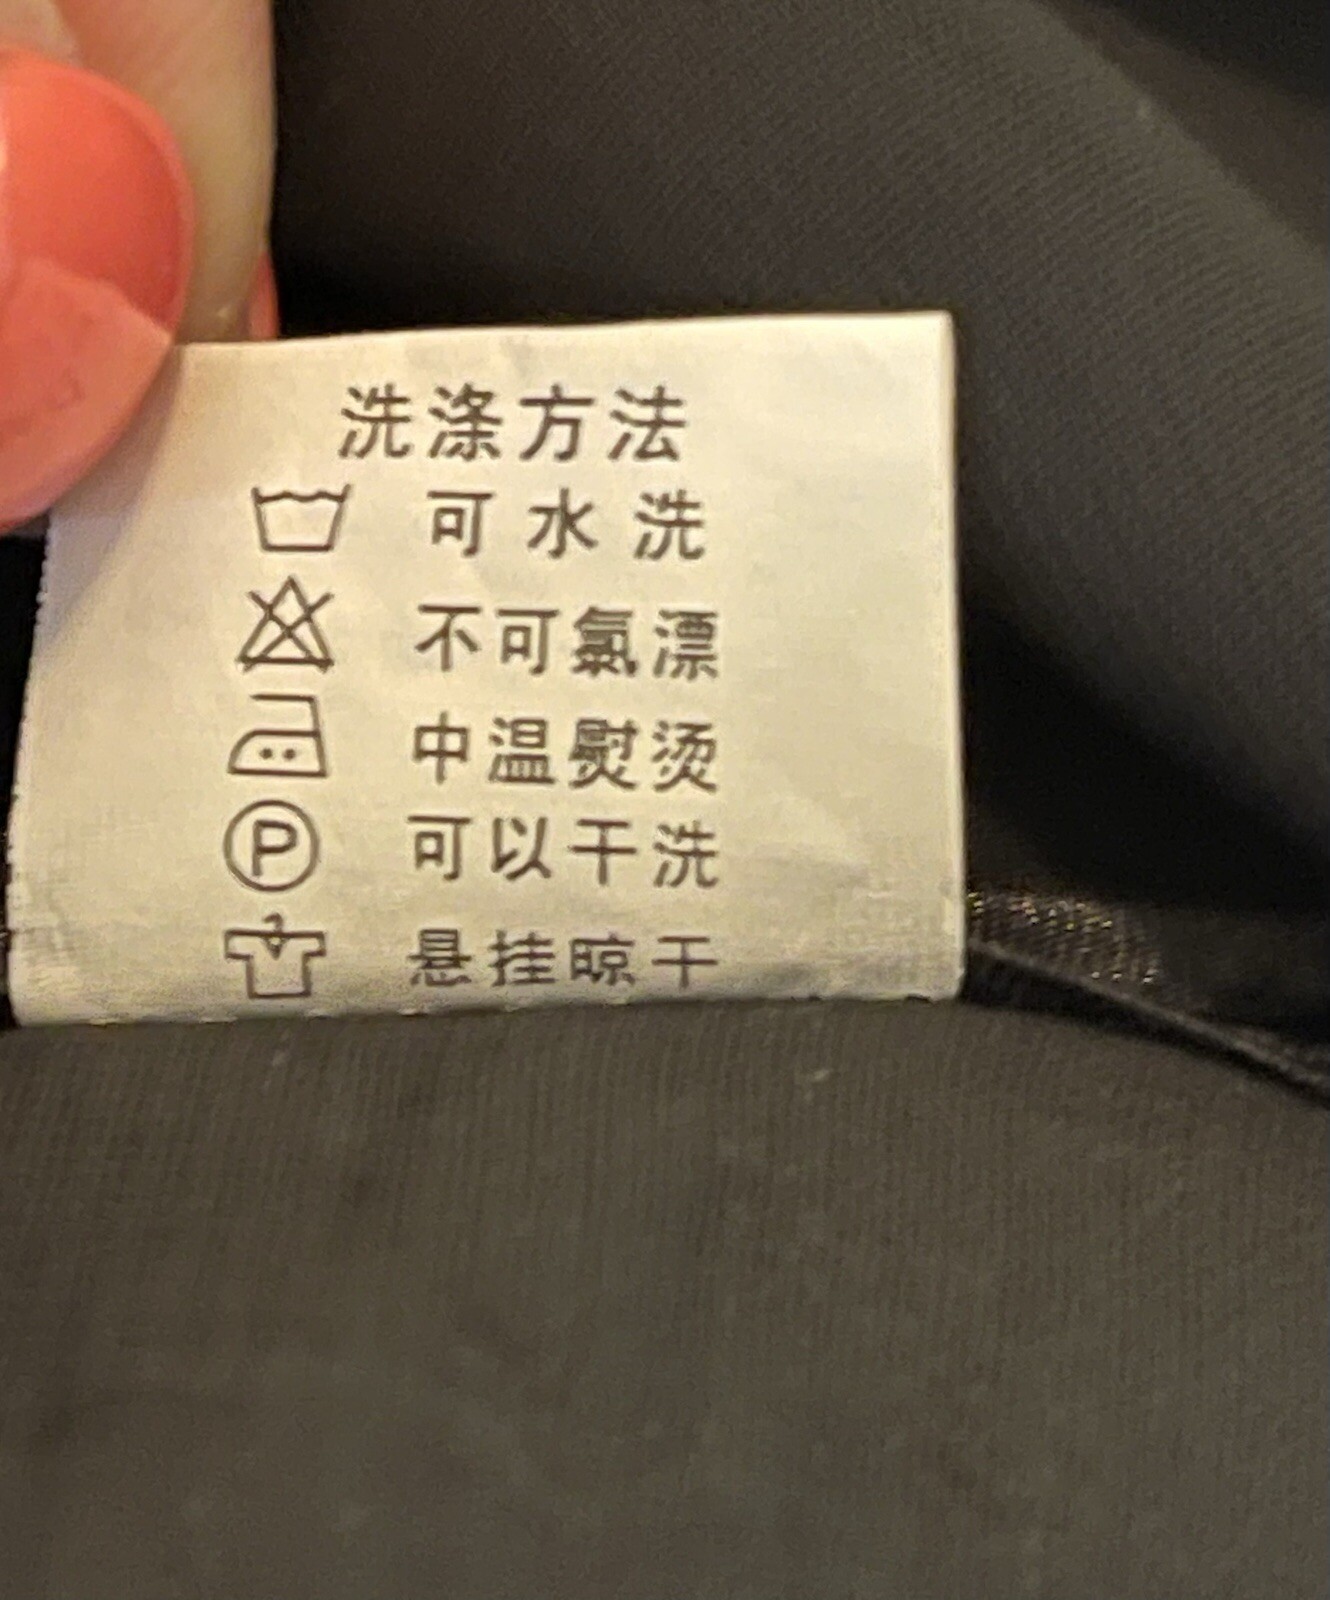 洗涤方法
可水洗
不可氯漂
中温熨烫
P 可以干洗
悬挂晾干